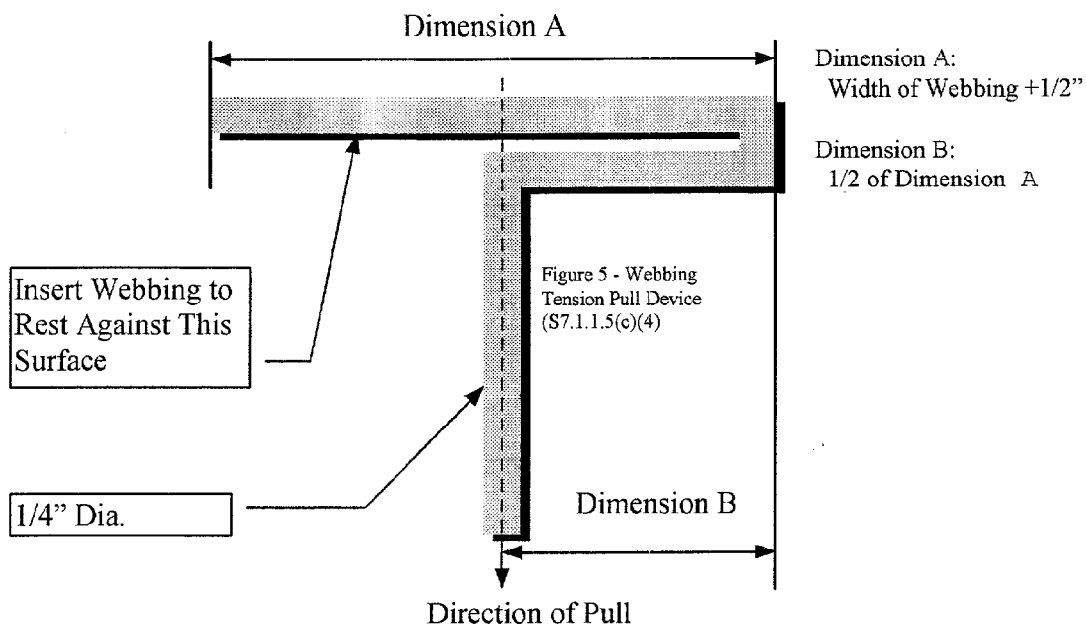 Dimension A
Dimension A:
Width of Webbing +1/2”
Dimension B:
1/2 of Dimension A
Insert Webbing to
Rest Against This
Surface
Figure 5 - Webbing
Tension Pull Device
(S7.1.1.5(c)(4)
1/4” Dia.
Dimension B
Direction of Pull